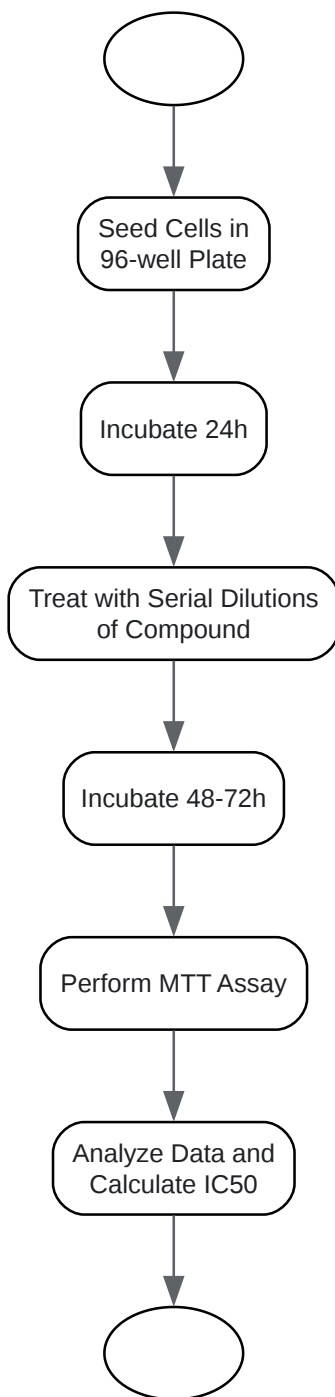 Seed Cells in
96-well Plate
Incubate 24h
Treat with Serial Dilutions
of Compound
Incubate 48-72h
Perform MTT Assay
Analyze Data and
Calculate IC50